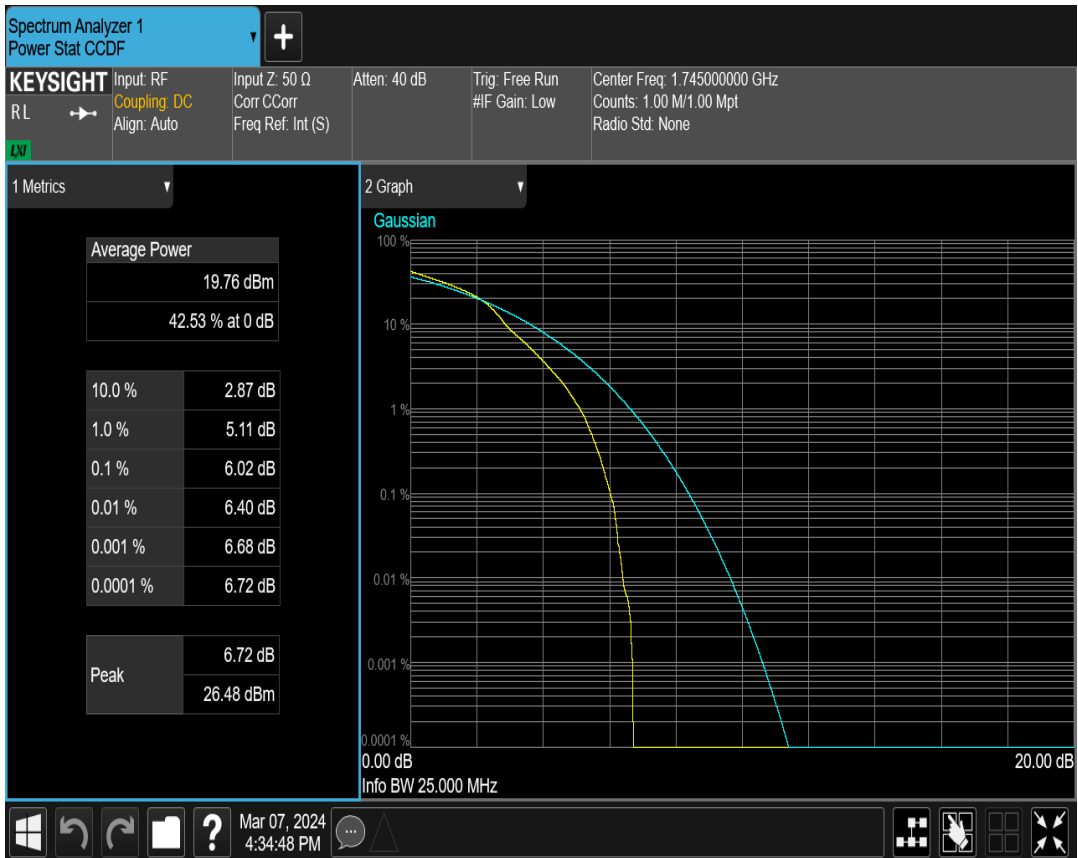 Spectrum Analyzer 1
Power Stat CCDF
KEYSIGHT
RL
LXI
Input: RF
Coupling: DC
Align: Auto
Input Z: 50 Ω
Corr CCorr
Freq Ref: Int (S)
Atten: 40 dB
Trig: Free Run
#IF Gain: Low
Center Freq: 1.745000000 GHz
Counts: 1.00 M/1.00 Mpt
Radio Std: None
1 Metrics
Average Power
19.76 dBm
42.53 % at 0 dB
10.0 % 2.87 dB
1.0 % 5.11 dB
0.1 % 6.02 dB
0.01 % 6.40 dB
0.001 % 6.68 dB
0.0001 % 6.72 dB
Peak
6.72 dB
26.48 dBm
2 Graph
Gaussian
100 %
10 %
1 %
0.1 %
0.01 %
0.001 %
0.0001 %
0.00 dB 20.00 dB
Info BW 25.000 MHz
Mar 07, 2024
4:34:48 PM